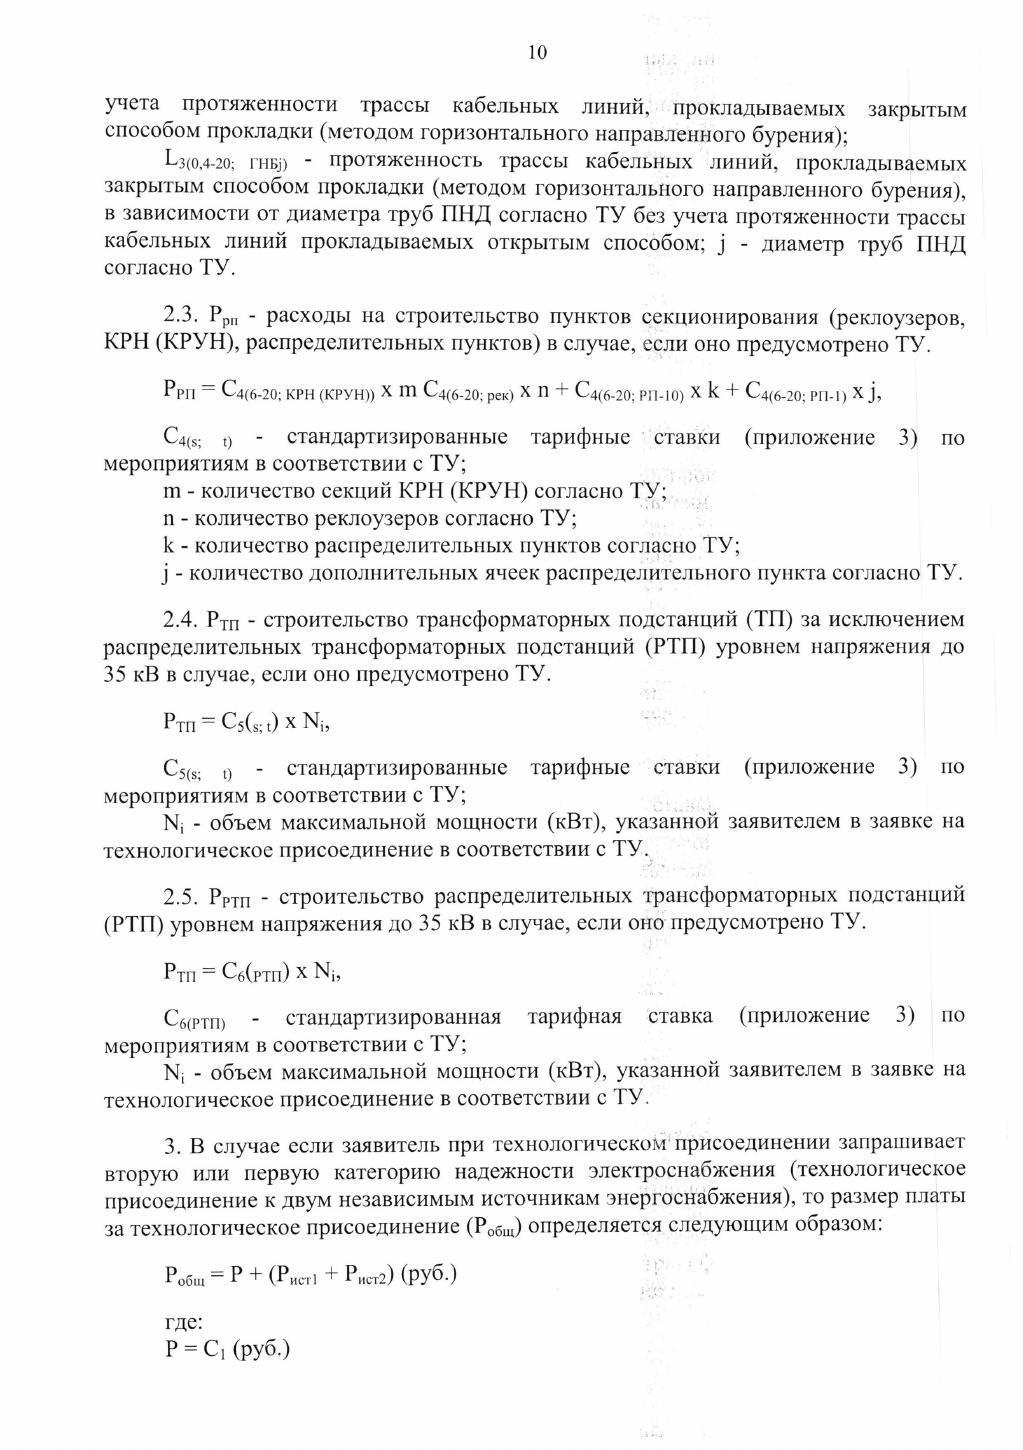 10
учета протяженности трассы кабельных линий, прокладываемых закрытым
способом прокладки (методом горизонтального направленного бурения);
L3(0,4-20; ГНБj) - протяженность трассы кабельных линий, прокладываемых
закрытым способом прокладки (методом горизонтального направленного бурения),
в зависимости от диаметра труб ПНД согласно ТУ без учета протяженности трассы
кабельных линий прокладываемых открытым способом; j - диаметр труб ПНД
согласно ТУ.
2.3. Ррп - расходы на строительство пунктов секционирования (реклоузеров,
КРН (КРУН), распределительных пунктов) в случае, если оно предусмотрено ТУ.
РРП = С4(6-20; КРН (КРУН)) x m С4(6-20; рек) x n + С4(6-20; РП-10) x k + С4(6-20; РП-1) x j,
С4(s; t) - стандартизированные тарифные ставки (приложение 3) по
мероприятиям в соответствии с ТУ;
m - количество секций КРН (КРУН) согласно ТУ;
n - количество реклоузеров согласно ТУ;
k - количество распределительных пунктов согласно ТУ;
j - количество дополнительных ячеек распределительного пункта согласно ТУ.
2.4. РТП - строительство трансформаторных подстанций (ТП) за исключением
распределительных трансформаторных подстанций (РТП) уровнем напряжения до
35 кВ в случае, если оно предусмотрено ТУ.
РТП = С5(s; t) x Ni,
С5(s; t) - стандартизированные тарифные ставки (приложение 3) по
мероприятиям в соответствии с ТУ;
Ni - объем максимальной мощности (кВт), указанной заявителем в заявке на
технологическое присоединение в соответствии с ТУ.
2.5. РРТП - строительство распределительных трансформаторных подстанций
(РТП) уровнем напряжения до 35 кВ в случае, если оно предусмотрено ТУ.
РТП = С6(РТП) x Ni,
С6(РТП) - стандартизированная тарифная ставка (приложение 3) по
мероприятиям в соответствии с ТУ;
Ni - объем максимальной мощности (кВт), указанной заявителем в заявке на
технологическое присоединение в соответствии с ТУ.
3. В случае если заявитель при технологическом присоединении запрашивает
вторую или первую категорию надежности электроснабжения (технологическое
присоединение к двум независимым источникам энергоснабжения), то размер платы
за технологическое присоединение (Робщ) определяется следующим образом:
Робщ = Р + (Рист1 + Рист2) (руб.)
где:
Р = С1 (руб.)